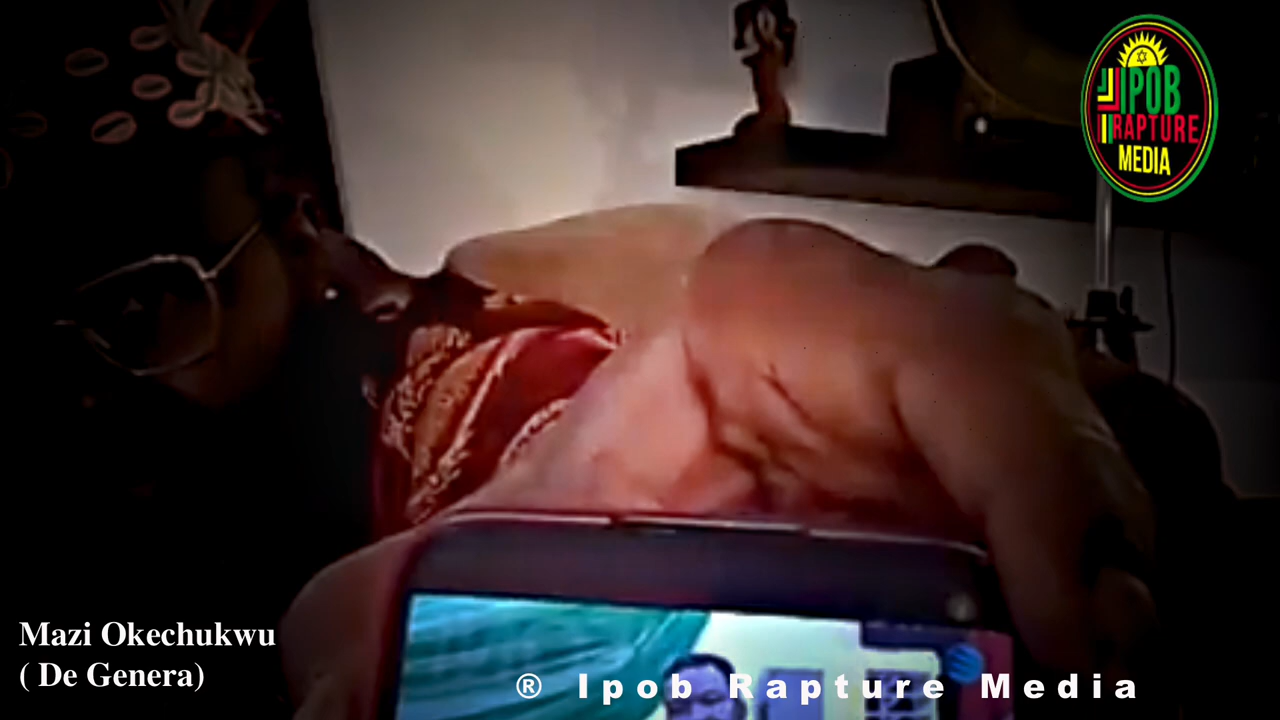 IPOB
RAPTURE
MEDIA
Mazi Okechukwu
( De Genera)
® Ipob Rapture Media